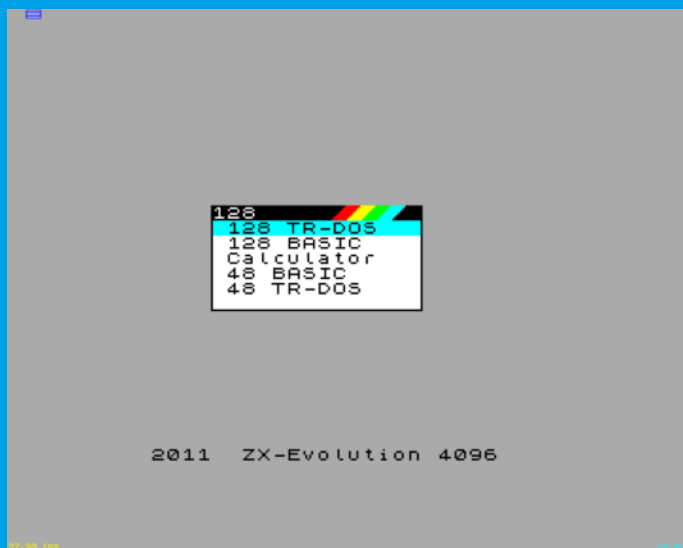 128
128 TR-DOS
128 BASIC
Calculator
48 BASIC
48 TR-DOS
2011 ZX-Evolution 4096